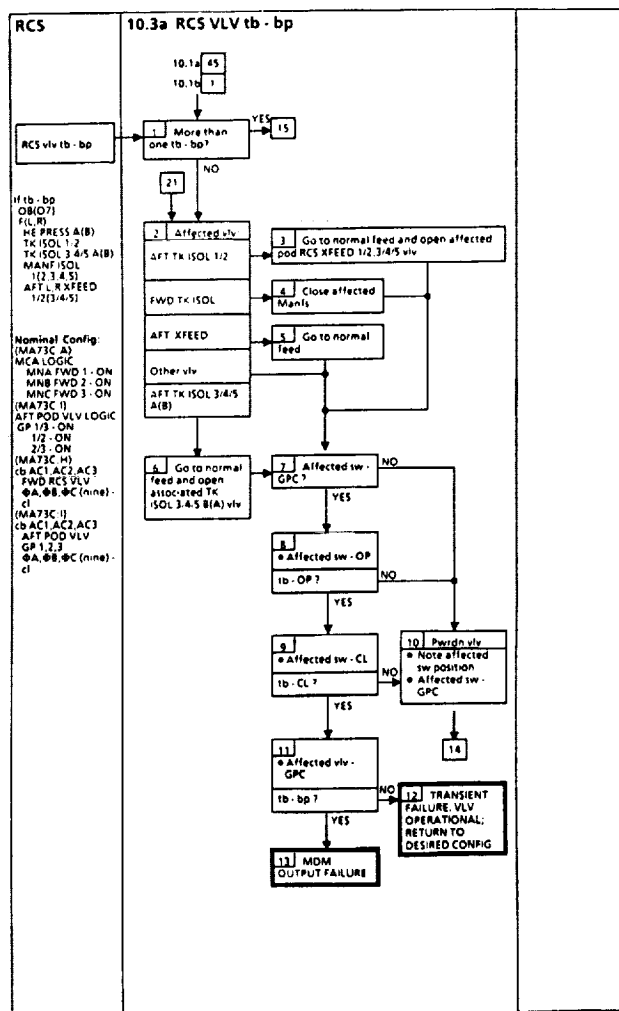 RCS
10.3a RCS VLV tb - bp
10.1a 45
10.1b 1
RCS vlv tb - bp
1 More than
one tb - bp?
YES
15
NO
21
If tb - bp
OB(O7)
F(L,R)
HE PRESS A(B)
TK ISOL 1/2
TK ISOL 3/4/5 A(B)
MANF ISOL
1(2,3,4,5)
AFT L,R XFEED
1/2(3/4/5)
Nominal Config:
(MA73C:A)
MCA LOGIC
MNA FWD 1 - ON
MNB FWD 2 - ON
MNC FWD 3 - ON
(MA73C:I)
AFT POD VLV LOGIC
GP 1/3 - ON
1/2 - ON
2/3 - ON
(MA73C:H)
cb AC1,AC2,AC3
FWD RCS VLV
ΦA,ΦB,ΦC (nine) -
cl
(MA73C:I)
cb AC1,AC2,AC3
AFT POD VLV
GP 1,2,3
ΦA,ΦB,ΦC (nine) -
cl
2 Affected vlv:
AFT TK ISOL 1/2
FWD TK ISOL
AFT XFEED
Other vlv
AFT TK ISOL 3/4/5
A(B)
3 Go to normal feed and open affected
pod RCS XFEED 1/2,3/4/5 vlv
4 Close affected
Manfs
5 Go to normal
feed
6 Go to normal
feed and open
associated TK
ISOL 3/4/5 B(A) vlv
7 Affected sw -
GPC ?
NO
YES
8
• Affected sw - OP
tb - OP ?
NO
YES
9
• Affected sw - CL
tb - CL ?
NO
YES
10 Pwrdn vlv
• Note affected
sw position
• Affected sw -
GPC
14
11
• Affected vlv -
GPC
tb - bp ?
NO
YES
12 TRANSIENT
FAILURE. VLV
OPERATIONAL;
RETURN TO
DESIRED CONFIG
13 MDM
OUTPUT FAILURE